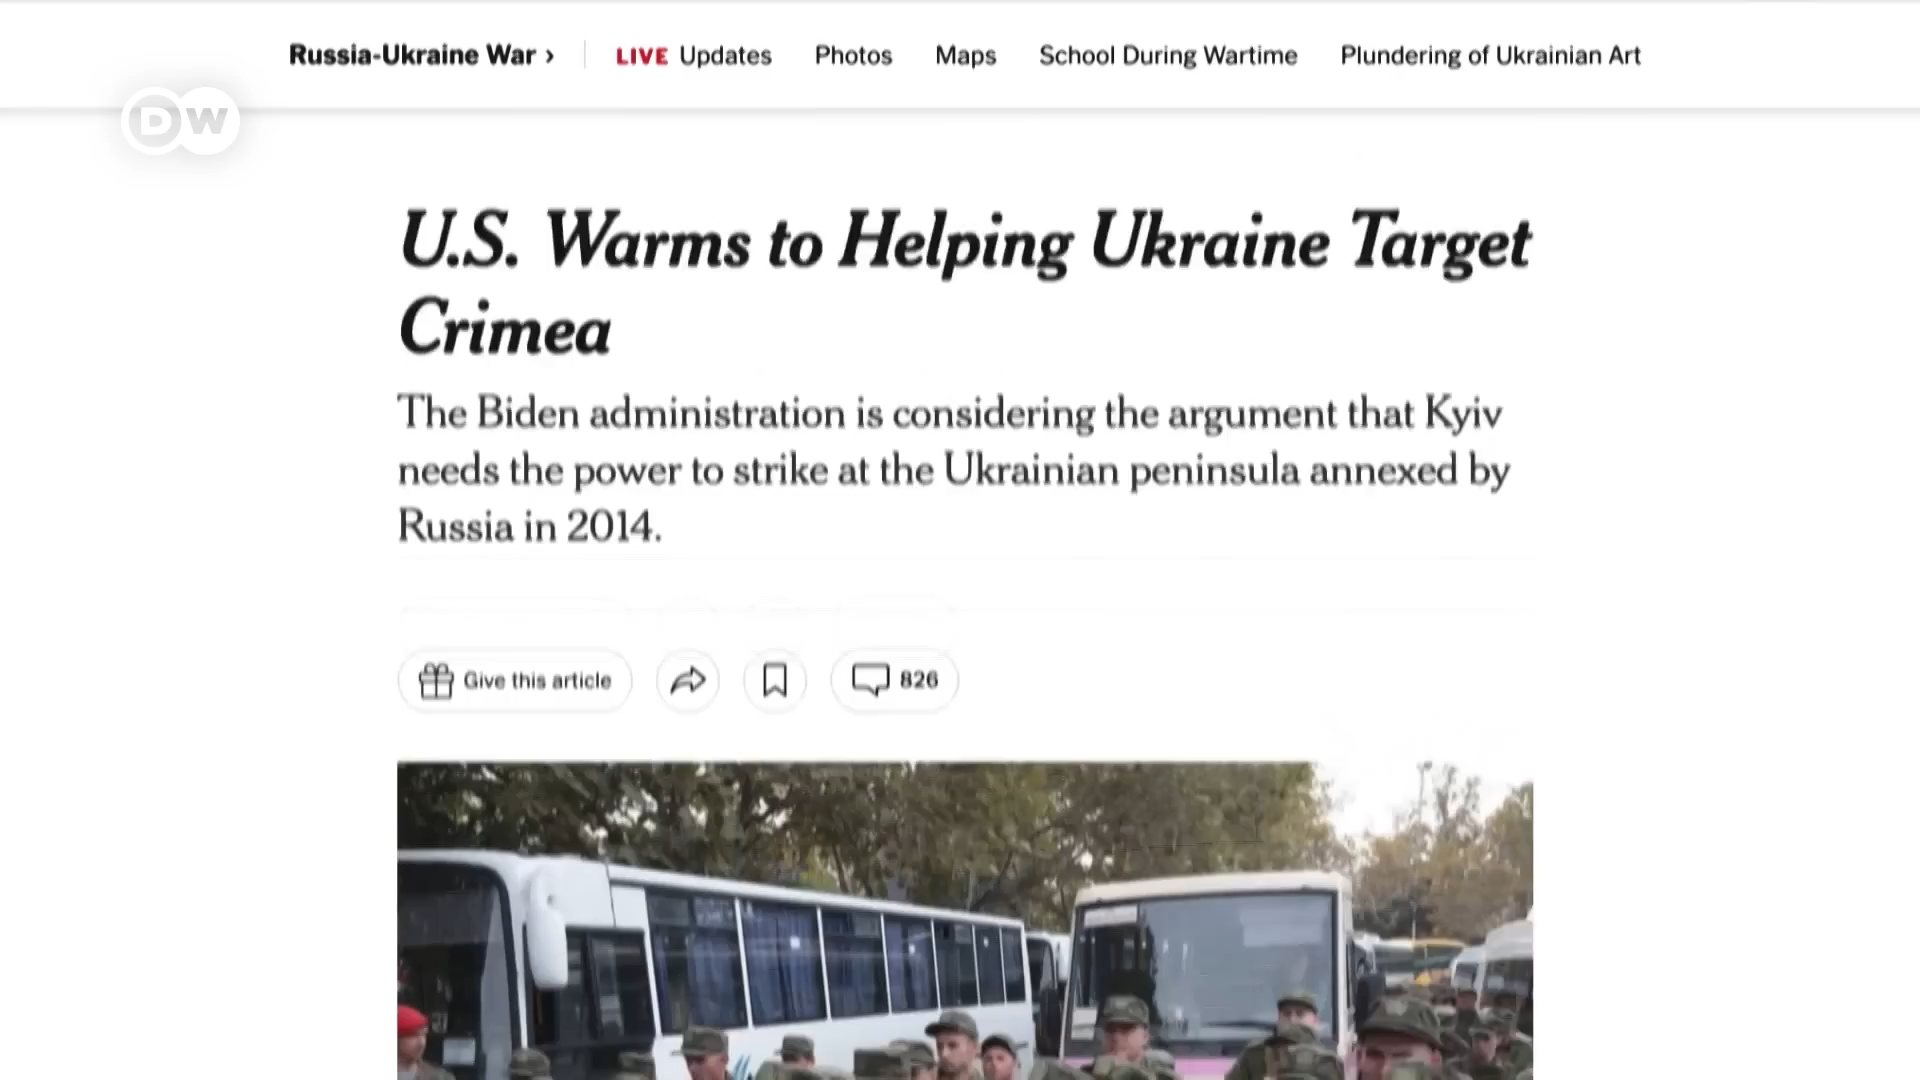 Russia-Ukraine War › LIVE Updates Photos Maps School During Wartime Plundering of Ukrainian Art
DW
U.S. Warms to Helping Ukraine Target
Crimea
The Biden administration is considering the argument that Kyiv
needs the power to strike at the Ukrainian peninsula annexed by
Russia in 2014.
Give this article 826